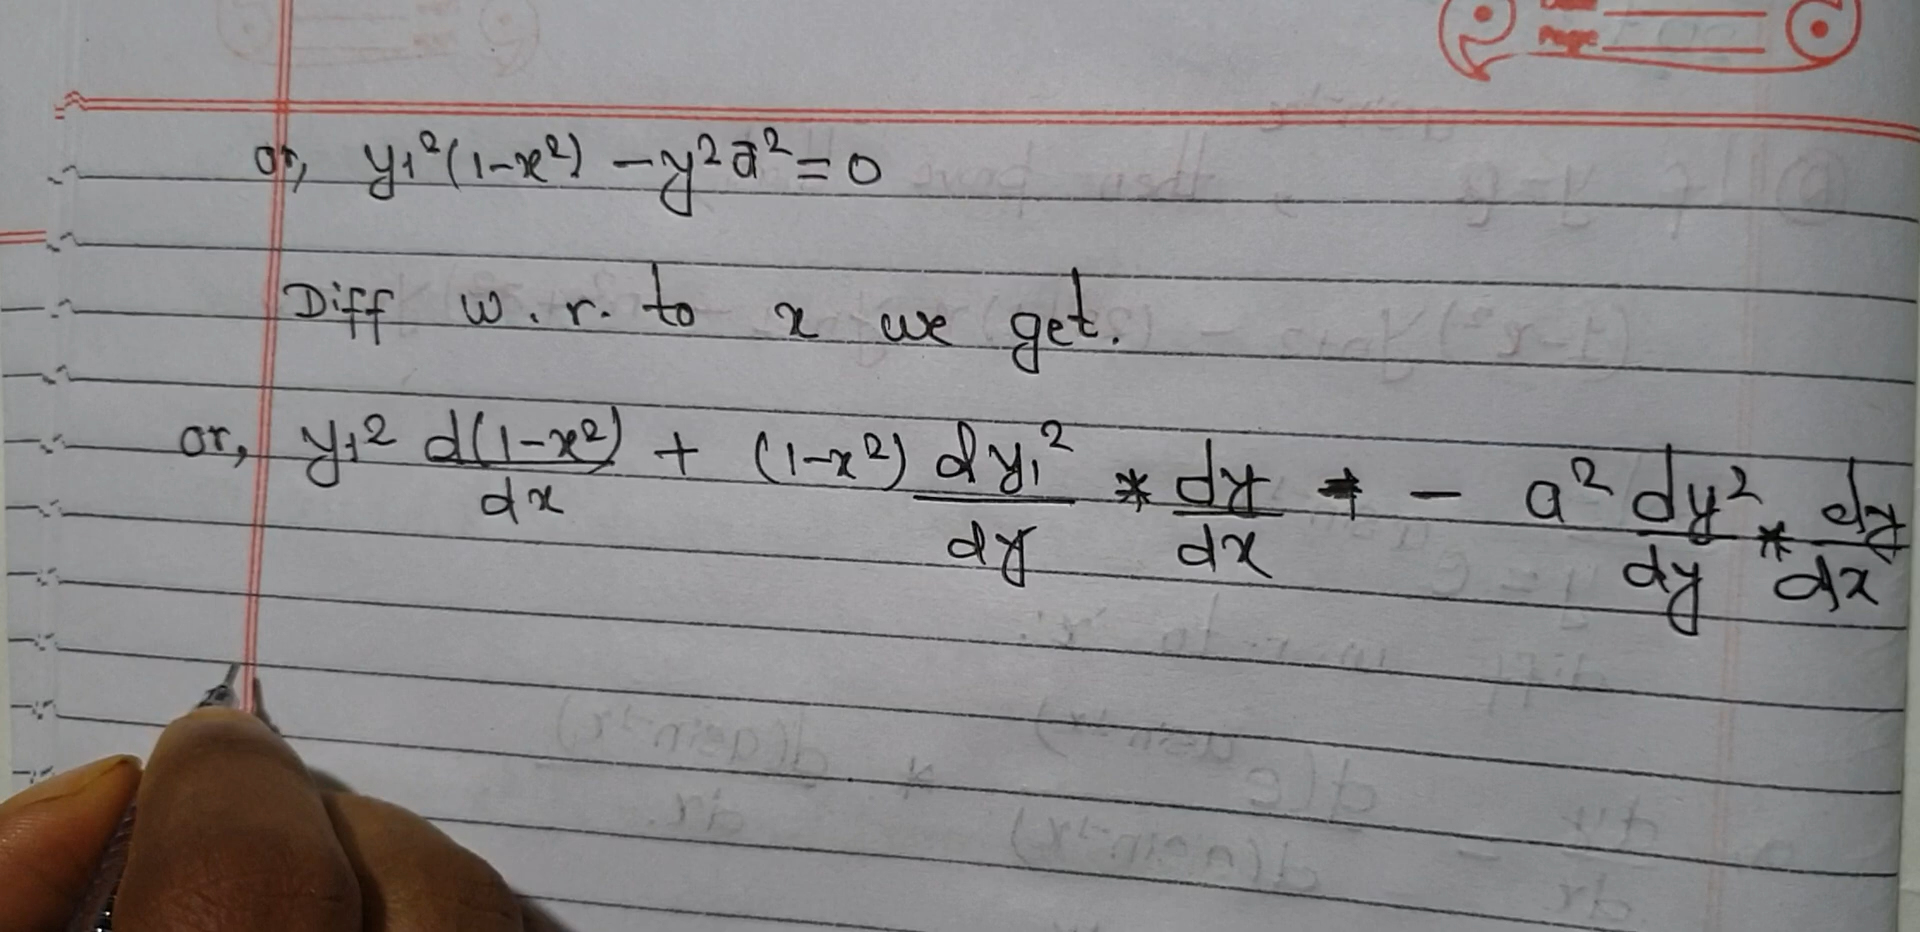 Page
or, y₁²(1-x²) - y²a² = 0
Diff w.r. to x we get.
or, y₁² d(1-x²)/dx + (1-x²) dy₁²/dy * dy/dx - a² dy²/dy * dy/dx